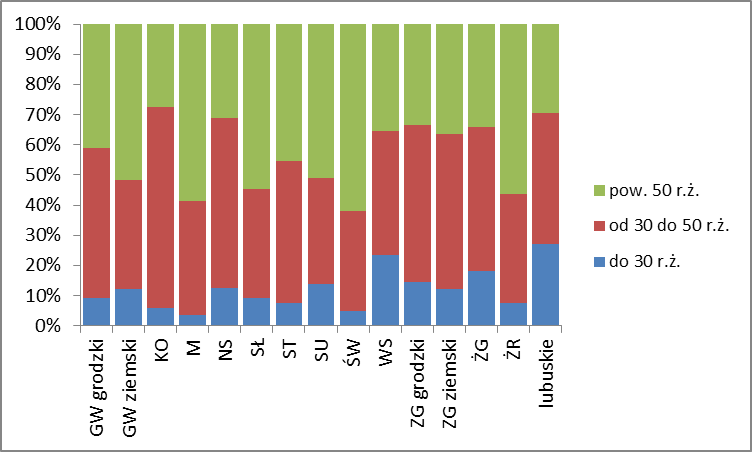 100%
90%
80%
70%
60%
50%
40%
30%
20%
10%
0%
GW grodzki
GW ziemski
KO
M
NS
SŁ
ST
SU
ŚW
WS
ZG grodzki
ZG ziemski
ŻG
ŻR
lubuskie
pow. 50 r.ż.
od 30 do 50 r.ż.
do 30 r.ż.